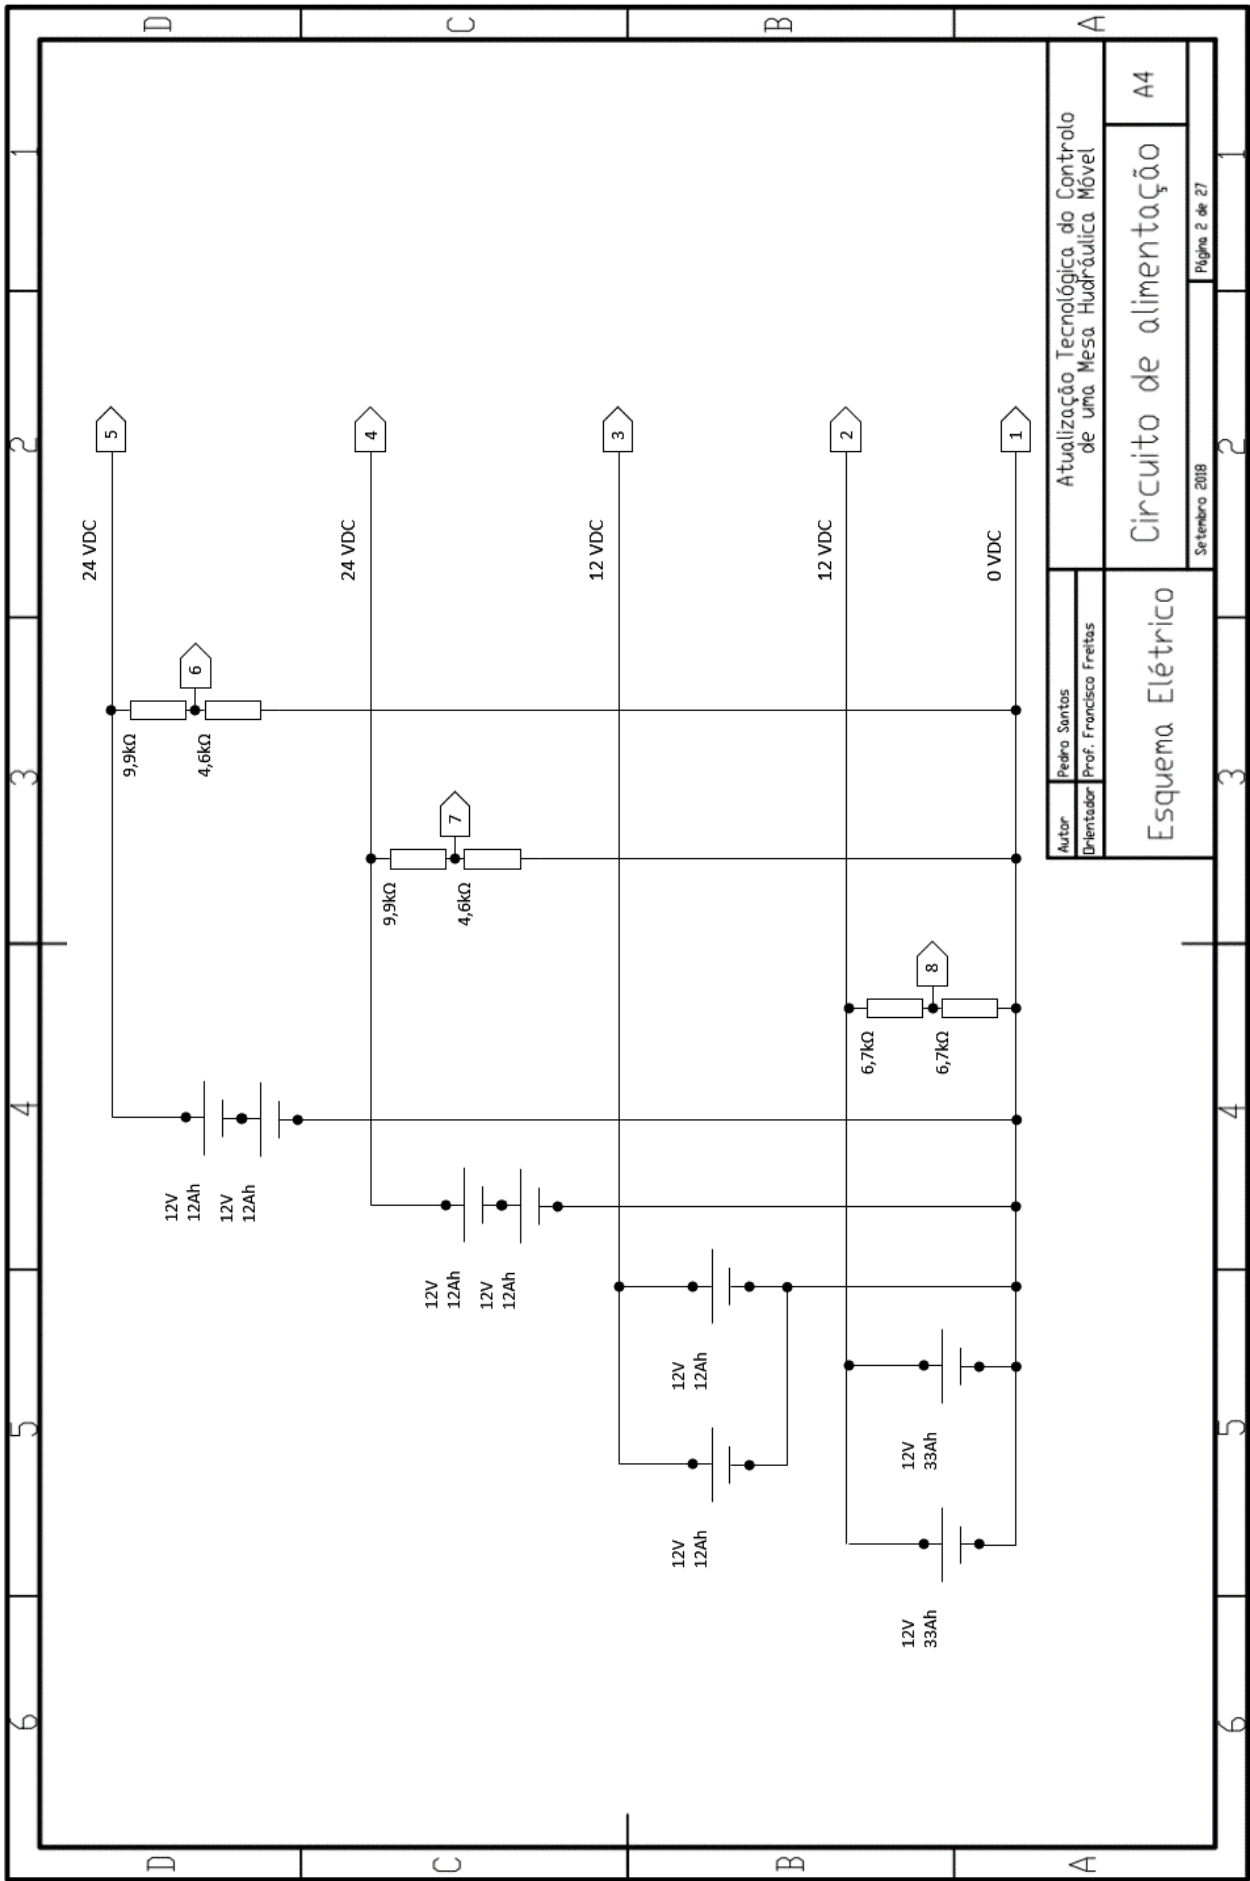 6 5 4 3 2 1
D D
24 VDC
5
9,9kΩ
6
4,6kΩ
12V
12Ah
12V
12Ah
C C
24 VDC
4
9,9kΩ
7
4,6kΩ
12V
12Ah
12V
12Ah
12 VDC
3
B B
12V
12Ah
12V
12Ah
12 VDC
2
6,7kΩ
8
6,7kΩ
12V
33Ah
12V
33Ah
0 VDC
1
A A
Autor Pedro Santos
Orientador Prof. Francisco Freitas
Atualização Tecnológica do Controlo
de uma Mesa Hudráulica Móvel
Esquema Elétrico
Circuito de alimentação
A4
Setembro 2018
Página 2 de 27
6 5 4 3 2 1